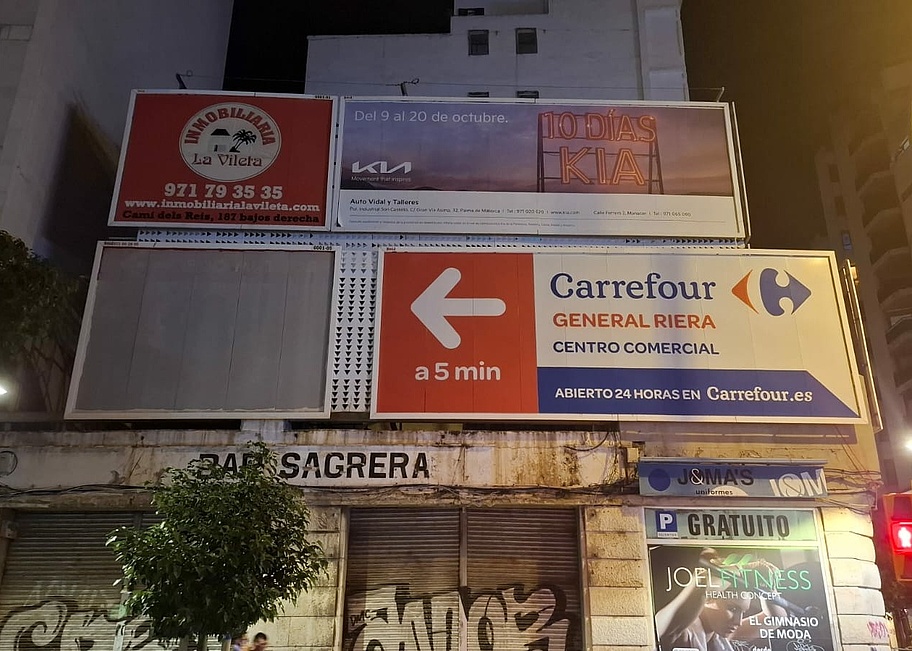 INMOBILIARIA
La Vileta
971 79 35 35
www.inmobiliarialavileta.com
Camí dels Reis, 187 bajos derecha
Del 9 al 20 de octubre.
10 DÍAS
KIA
KIA
Movement that inspires
Auto Vidal y Talleres
a 5 min
Carrefour
GENERAL RIERA
CENTRO COMERCIAL
ABIERTO 24 HORAS EN Carrefour.es
BAR SAGRERA
JOMA'S
uniformes
P GRATUITO
JOELFITNESS
HEALTH CONCEPT
EL GIMNASIO
DE MODA
desde